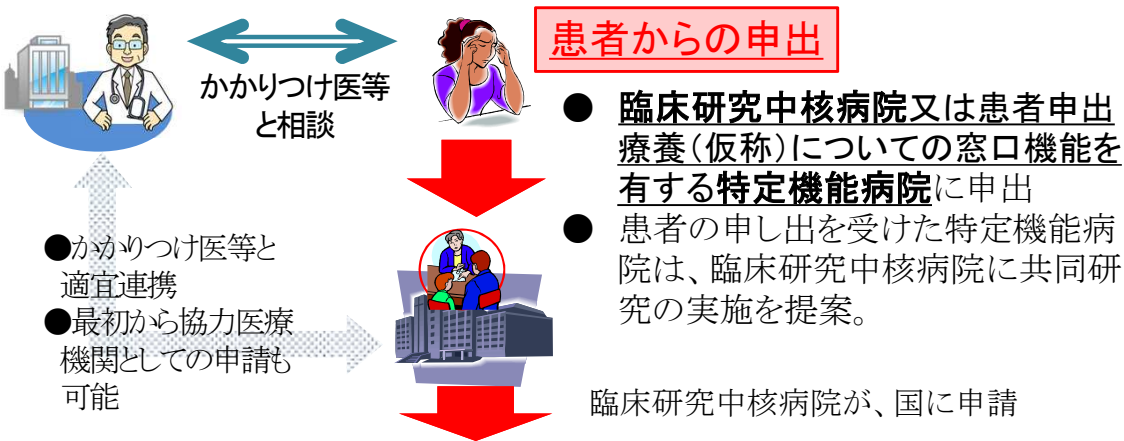 患者からの申出
かかりつけ医等
と相談
● 臨床研究中核病院又は患者申出
療養(仮称)についての窓口機能を
有する特定機能病院に申出
● 患者の申し出を受けた特定機能病
院は、臨床研究中核病院に共同研
究の実施を提案。
●かかりつけ医等と
適宜連携
●最初から協力医療
機関としての申請も
可能
臨床研究中核病院が、国に申請